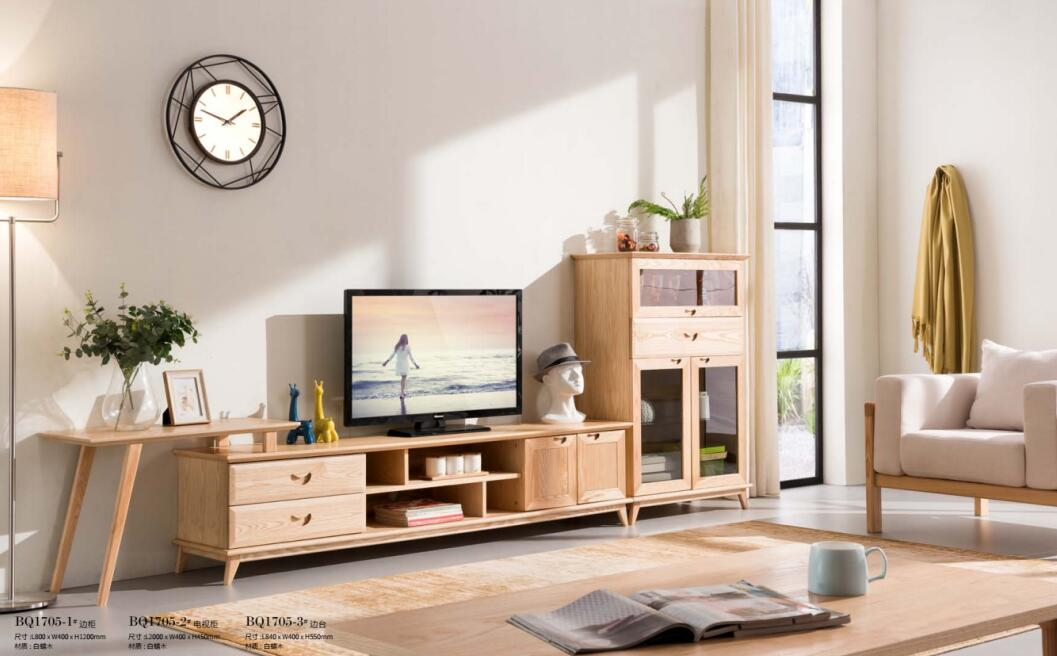 BQ1705-1# 边柜
尺寸:L800 x W400 x H1200mm
材质:白蜡木
BQ1705-2# 电视柜
尺寸:L2000 x W400 x H450mm
材质:白蜡木
BQ1705-3# 边台
尺寸:L840 x W400 x H550mm
材质:白蜡木